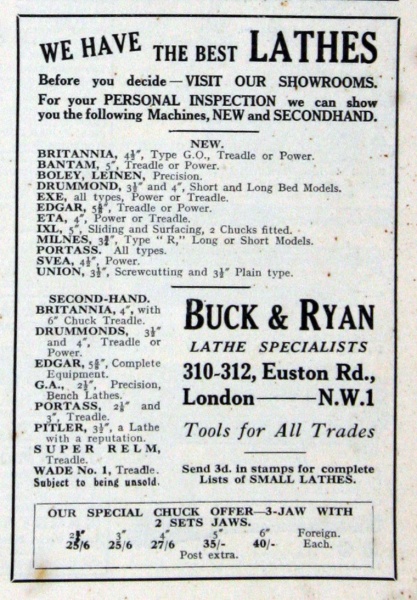 WE HAVE THE BEST LATHES
Before you decide—VISIT OUR SHOWROOMS.
For your PERSONAL INSPECTION we can show
you the following Machines, NEW and SECONDHAND.
NEW.
BRITANNIA, 4½", Type G.O., Treadle or Power.
BANTAM, 5", Treadle or Power.
BOLEY, LEINEN, Precision.
DRUMMOND, 3½" and 4", Short and Long Bed Models.
EXE, all types, Power or Treadle.
EDGAR, 5⅝", Treadle or Power.
ETA, 4", Power or Treadle.
IXL, 5", Sliding and Surfacing, 2 Chucks fitted.
MILNES, 3¾", Type "R," Long or Short Models.
PORTASS. All types.
SVEA, 4½", Power.
UNION, 3½", Screwcutting and 3½" Plain type.
SECOND-HAND.
BRITANNIA, 4", with
6" Chuck Treadle.
DRUMMONDS, 3½"
and 4", Treadle or
Power.
EDGAR, 5⅝", Complete
Equipment.
G.A., 2½", Precision,
Bench Lathes.
PORTASS, 2⅛" and
3", Treadle.
PITLER, 3½", a Lathe
with a reputation.
SUPER RELM,
Treadle.
WADE No. 1, Treadle.
Subject to being unsold.
BUCK & RYAN
LATHE SPECIALISTS
310-312, Euston Rd.,
London——N.W.1
Tools for All Trades
Send 3d. in stamps for complete
Lists of SMALL LATHES.
OUR SPECIAL CHUCK OFFER—3-JAW WITH
2 SETS JAWS.
3" 4" 5" 6" Foreign.
25/6 25/6 27/6 35/- 40/- Each.
Post extra.